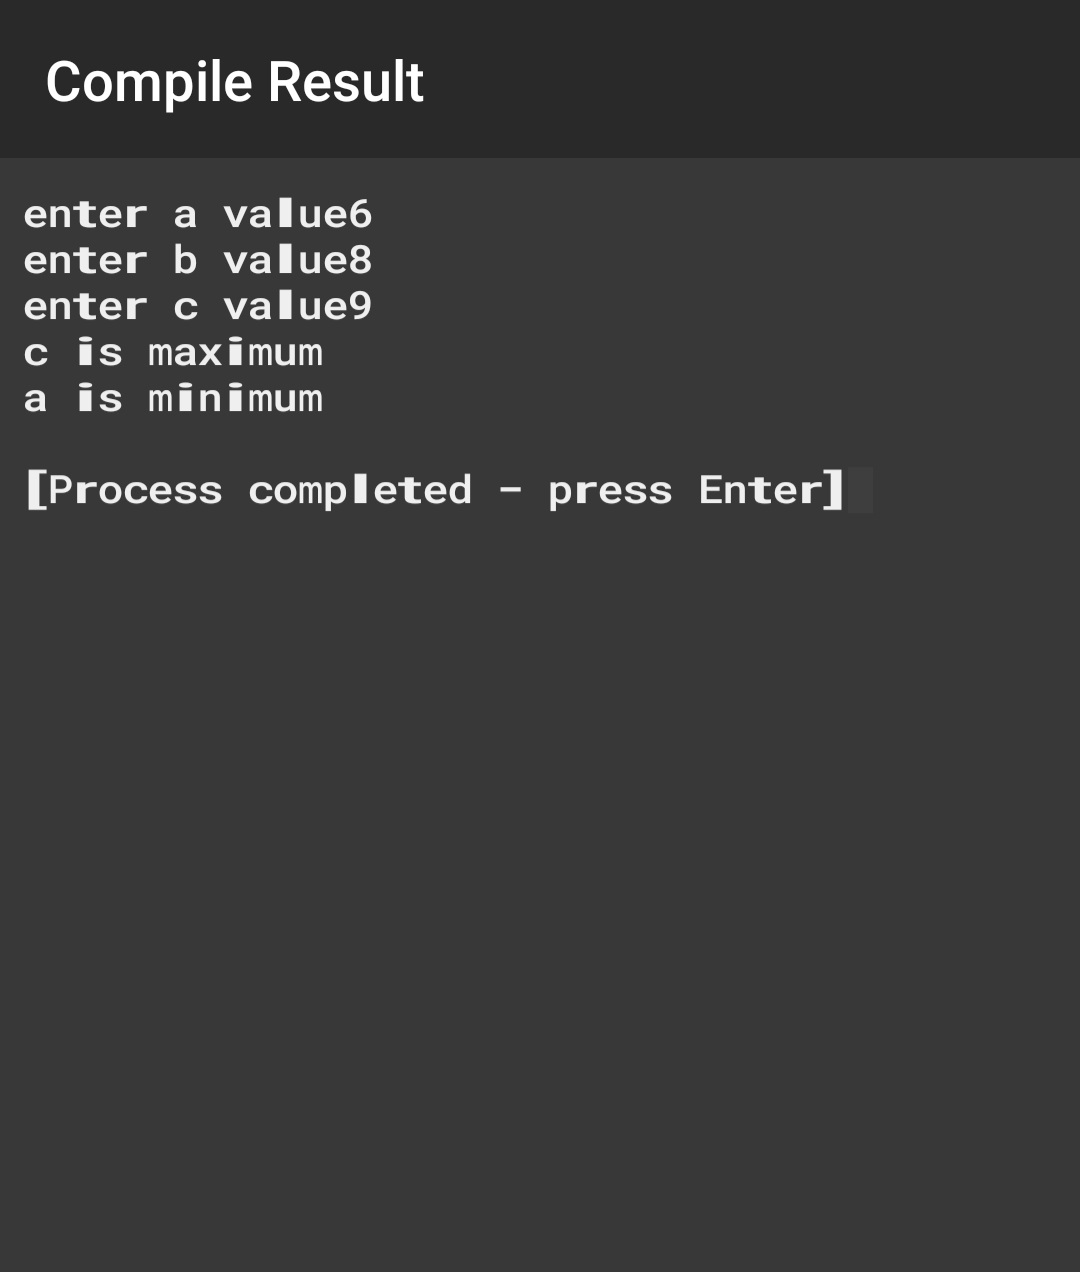 Compile Result
enter a value6
enter b value8
enter c value9
c is maximum
a is minimum
[Process completed - press Enter]